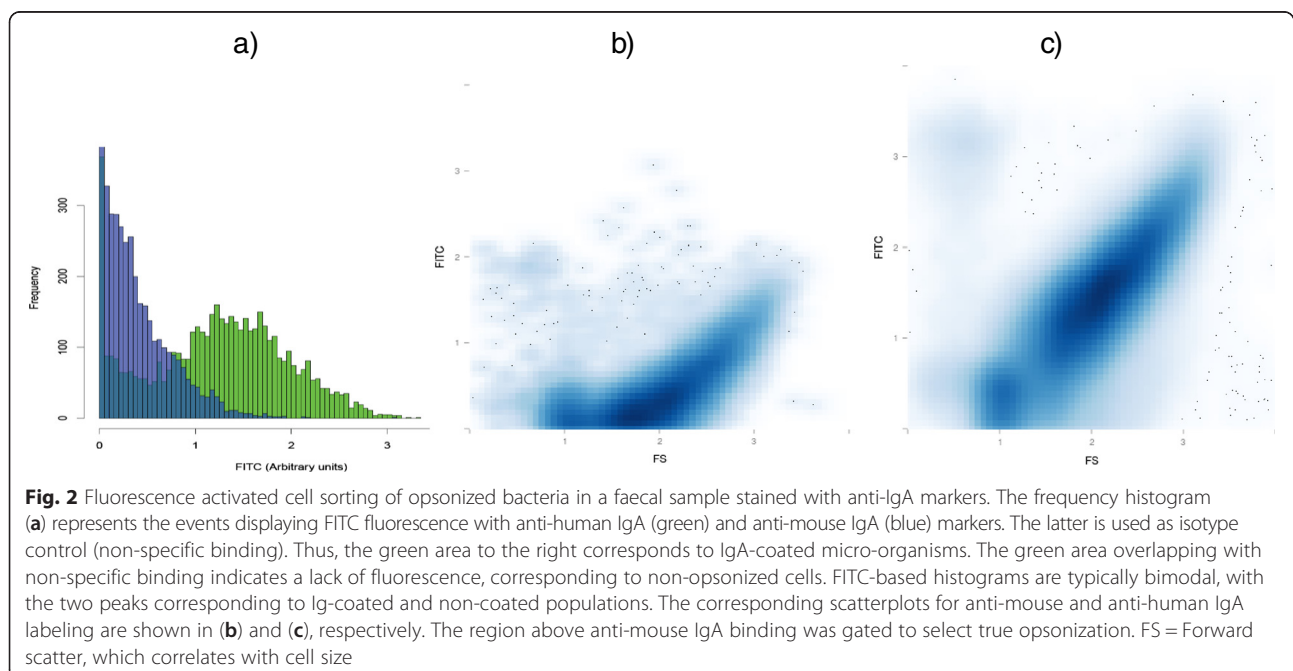 a)
b)
c)
300
200
100
0
Frequency
0 1 2 3
FITC (Arbitrary units)
3
2
1
FITC
1 2 3
FS
3
2
1
FITC
1 2 3
FS
Fig. 2 Fluorescence activated cell sorting of opsonized bacteria in a faecal sample stained with anti-IgA markers. The frequency histogram
(a) represents the events displaying FITC fluorescence with anti-human IgA (green) and anti-mouse IgA (blue) markers. The latter is used as isotype
control (non-specific binding). Thus, the green area to the right corresponds to IgA-coated micro-organisms. The green area overlapping with
non-specific binding indicates a lack of fluorescence, corresponding to non-opsonized cells. FITC-based histograms are typically bimodal, with
the two peaks corresponding to Ig-coated and non-coated populations. The corresponding scatterplots for anti-mouse and anti-human IgA
labeling are shown in (b) and (c), respectively. The region above anti-mouse IgA binding was gated to select true opsonization. FS = Forward
scatter, which correlates with cell size